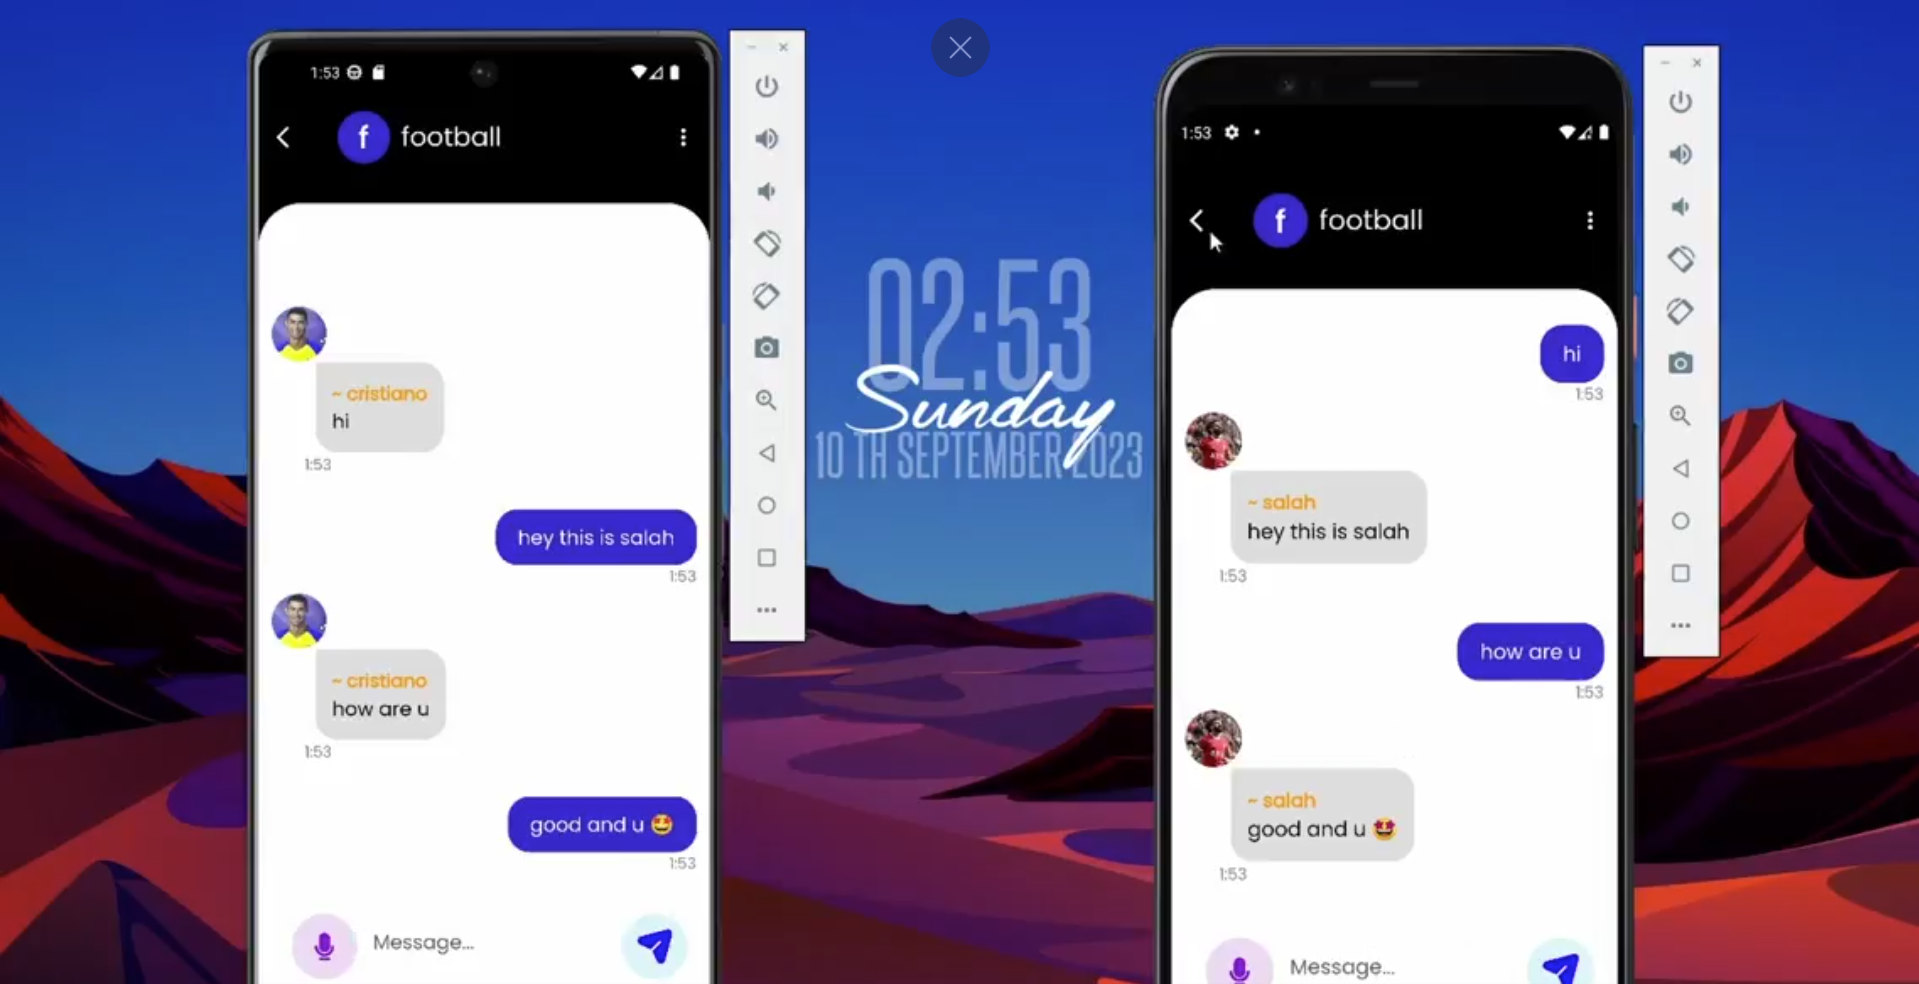 1:53
f football
~ cristiano
hi
1:53
hey this is salah
1:53
~ cristiano
how are u
1:53
good and u 🤩
1:53
Message...
02:53
Sunday
10 TH SEPTEMBER 2023
1:53
f football
hi
1:53
~ salah
hey this is salah
1:53
how are u
1:53
~ salah
good and u 🤩
1:53
Message...